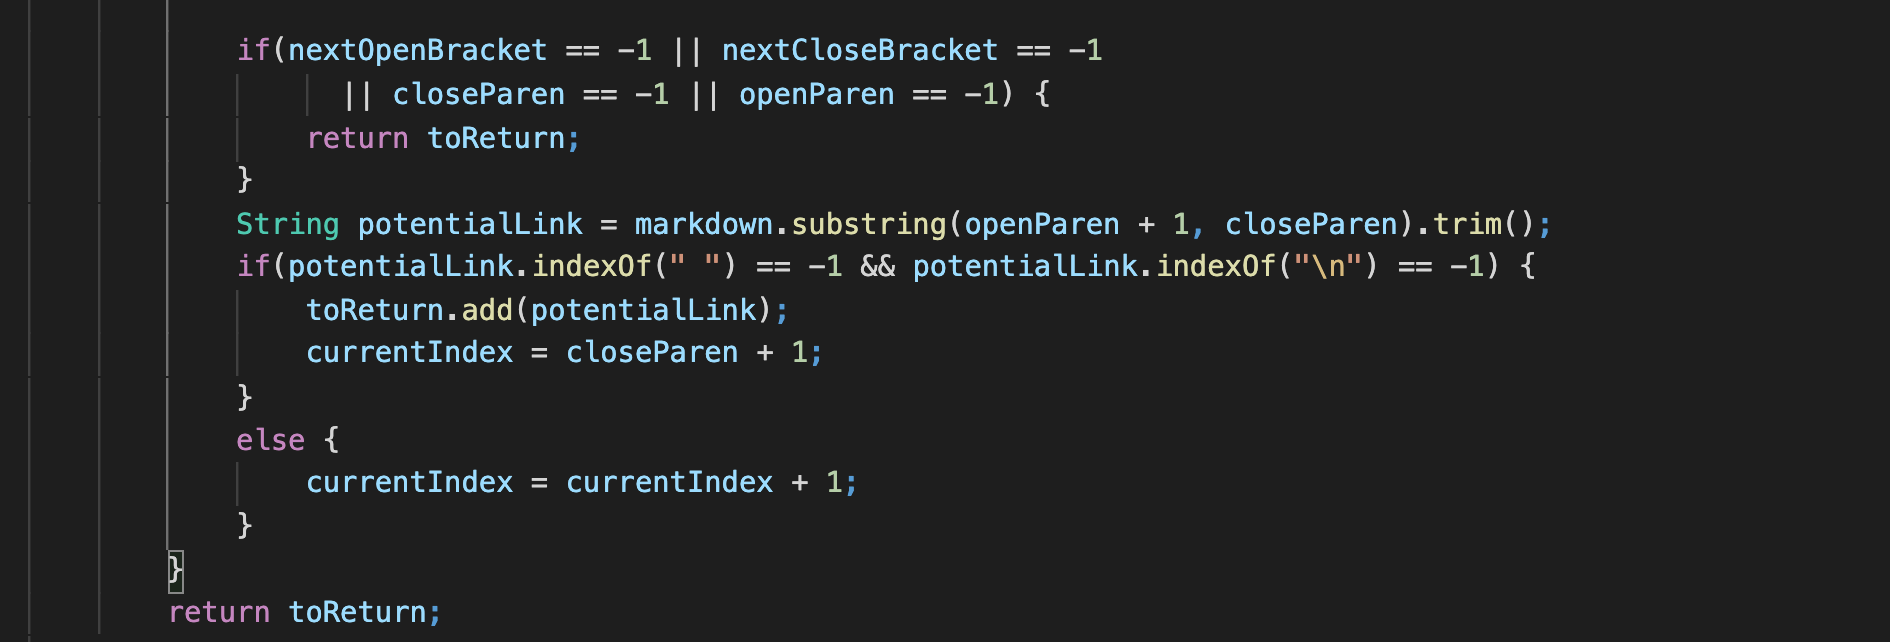 if(nextOpenBracket == -1 || nextCloseBracket == -1
|| closeParen == -1 || openParen == -1) {
return toReturn;
}
String potentialLink = markdown.substring(openParen + 1, closeParen).trim();
if(potentialLink.indexOf(" ") == -1 && potentialLink.indexOf("\n") == -1) {
toReturn.add(potentialLink);
currentIndex = closeParen + 1;
}
else {
currentIndex = currentIndex + 1;
}
}
return toReturn;